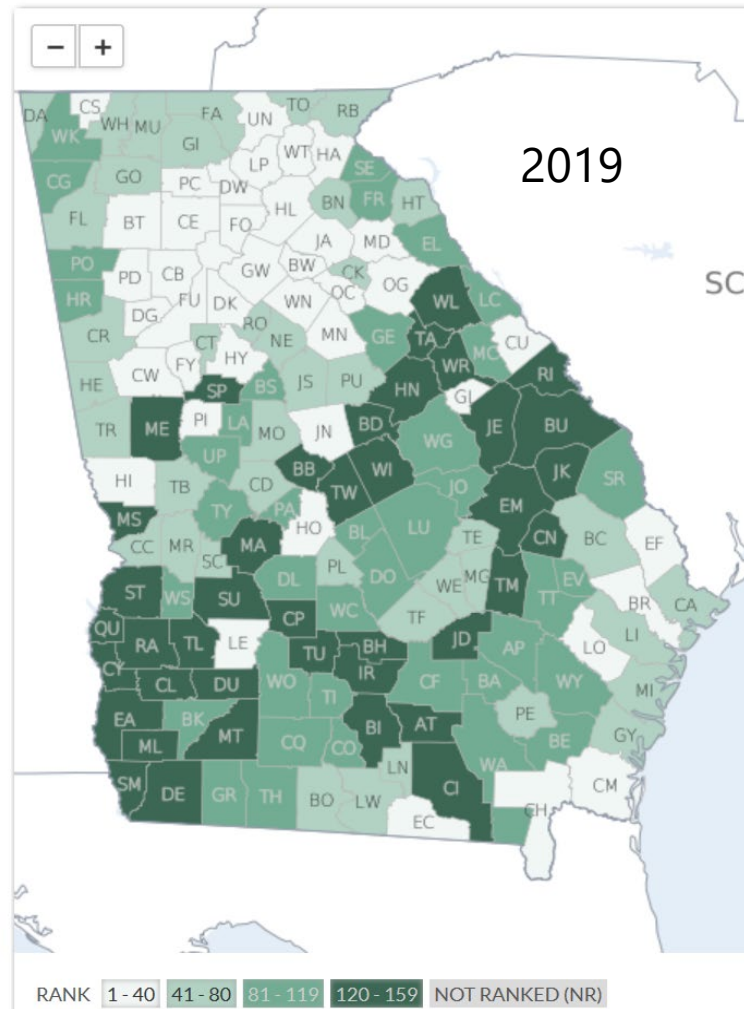 − +
2019
SC
DA CS WH MU FA UN TO RB
WK GI LP WT HA SE
CG GO PC DW BN FR HT
FL BT CE FO HL JA MD EL
PO PD CB GW BW CK OG
HR DG FU DK WN OC WL LC
CR CT RO NE MN GE TA MC CU
HE CW FY HY JS PU WR RI
SP BS HN GL
TR ME PI LA MO JN BD WG JE BU
HI UP BB WI JK
TB CD TW JO SR
MS TY PA HO LU EM
CC MR SC MA BL TE CN BC EF
DL PL DO WE MG
ST WS SU WC TM TT EV BR CA
QU CP TF LI
RA TL LE TU BH JD AP LO
CY IR CF BA WY MI
CL DU WO TI
EA BK MT CQ CO BI AT PE GY
ML WA BE
SM DE GR TH BO LW LN CI CH CM
EC
RANK 1 - 40 41 - 80 81 - 119 120 - 159 NOT RANKED (NR)